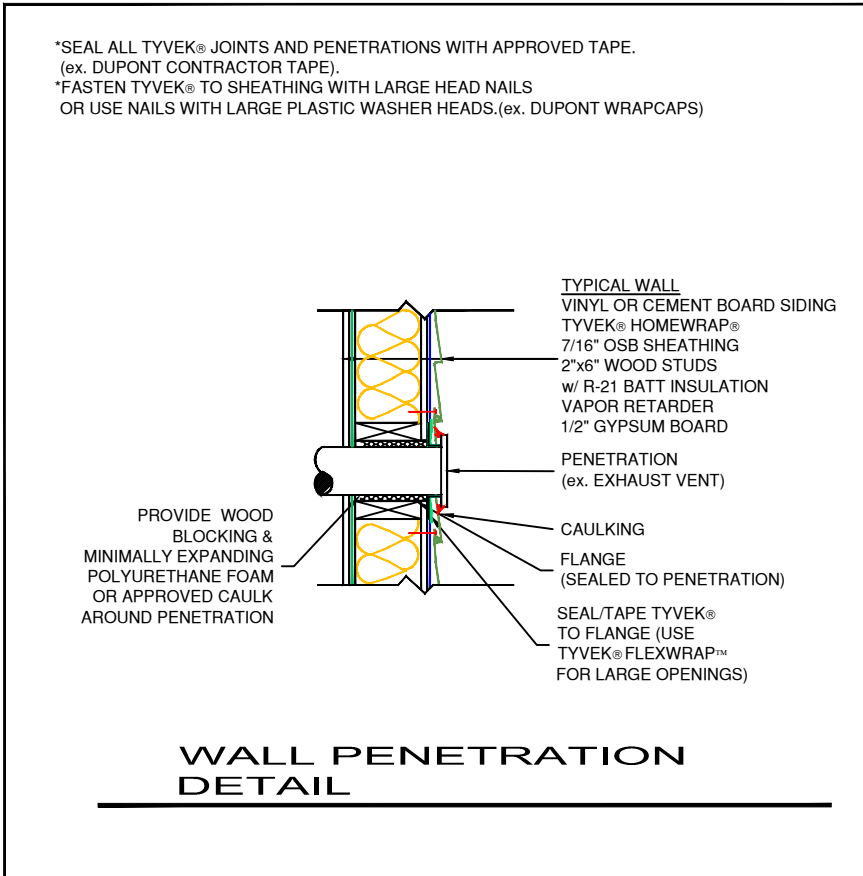 *SEAL ALL TYVEK® JOINTS AND PENETRATIONS WITH APPROVED TAPE.
(ex. DUPONT CONTRACTOR TAPE).
*FASTEN TYVEK® TO SHEATHING WITH LARGE HEAD NAILS
OR USE NAILS WITH LARGE PLASTIC WASHER HEADS.(ex. DUPONT WRAPCAPS)
TYPICAL WALL
VINYL OR CEMENT BOARD SIDING
TYVEK® HOMEWRAP®
7/16" OSB SHEATHING
2"x6" WOOD STUDS
w/ R-21 BATT INSULATION
VAPOR RETARDER
1/2" GYPSUM BOARD
PENETRATION
(ex. EXHAUST VENT)
CAULKING
FLANGE
(SEALED TO PENETRATION)
SEAL/TAPE TYVEK®
TO FLANGE (USE
TYVEK® FLEXWRAP™
FOR LARGE OPENINGS)
PROVIDE WOOD
BLOCKING &
MINIMALLY EXPANDING
POLYURETHANE FOAM
OR APPROVED CAULK
AROUND PENETRATION
WALL PENETRATION
DETAIL